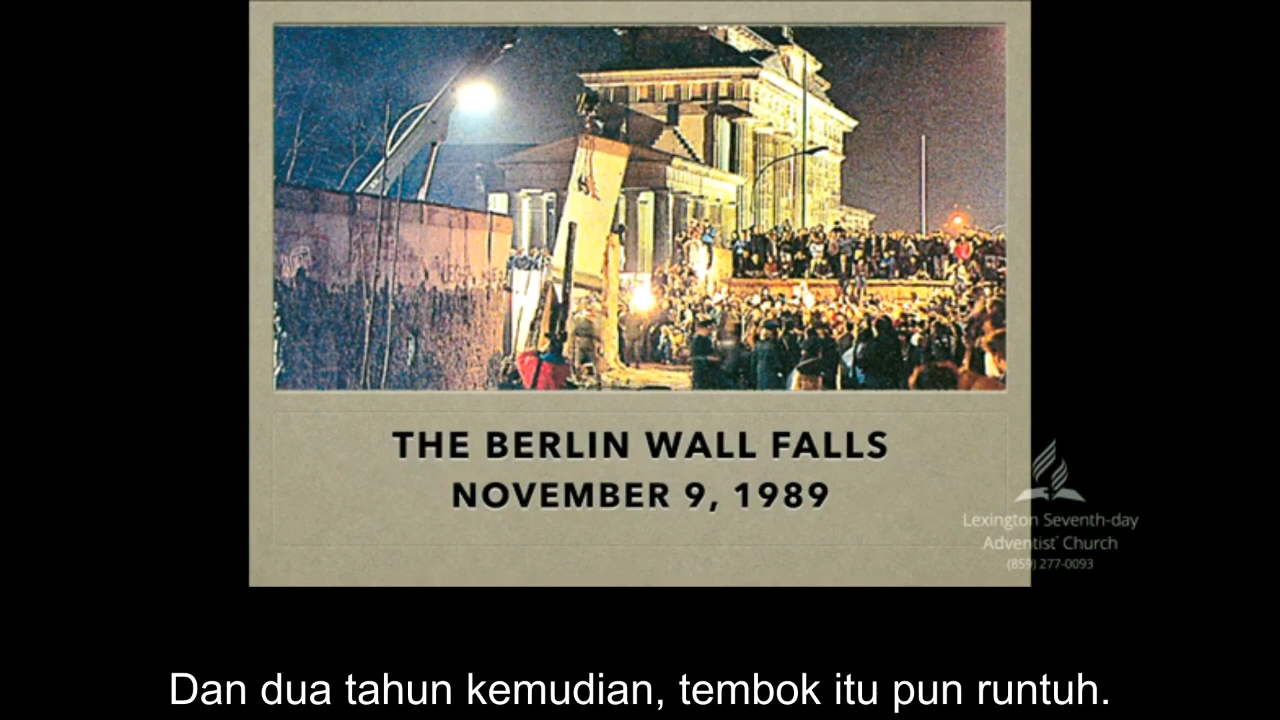 THE BERLIN WALL FALLS
NOVEMBER 9, 1989
Lexington Seventh-day
Adventist Church
(859) 277-0093
Dan dua tahun kemudian, tembok itu pun runtuh.